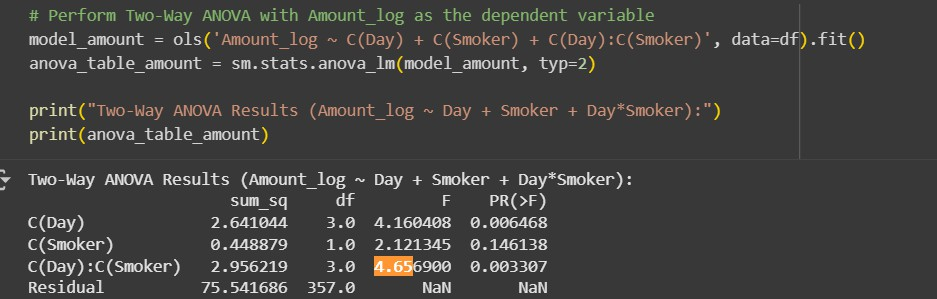 # Perform Two-Way ANOVA with Amount_log as the dependent variable
model_amount = ols('Amount_log ~ C(Day) + C(Smoker) + C(Day):C(Smoker)', data=df).fit()
anova_table_amount = sm.stats.anova_lm(model_amount, typ=2)
print("Two-Way ANOVA Results (Amount_log ~ Day + Smoker + Day*Smoker):")
print(anova_table_amount)
Two-Way ANOVA Results (Amount_log ~ Day + Smoker + Day*Smoker):
sum_sq df F PR(>F)
C(Day) 2.641044 3.0 4.160408 0.006468
C(Smoker) 0.448879 1.0 2.121345 0.146138
C(Day):C(Smoker) 2.956219 3.0 4.656900 0.003307
Residual 75.541686 357.0 NaN NaN